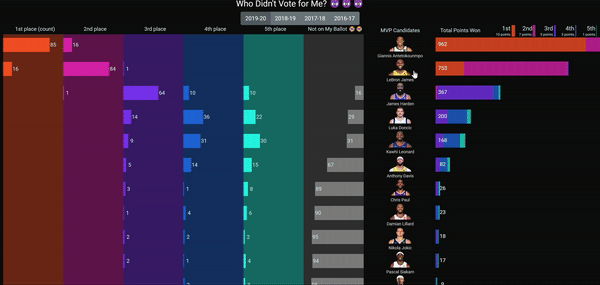 Who Didn't Vote for Me?
2019-20 2018-19 2017-18 2016-17
1st place (count) 2nd place 3rd place 4th place 5th place Not on My Ballot MVP Candidates Total Points Won 1st 2nd 3rd 4th 5th
10 points 7 points 5 points 3 points 1 point
85 16 Giannis Antetokounmpo 962
16 84 1 LeBron James 753
1 64 10 10 16 James Harden 367
14 36 22 29 Luka Doncic 200
9 31 30 31 Kawhi Leonard 168
5 14 15 67 Anthony Davis 82
3 1 8 89 Chris Paul 26
1 4 6 90 Damian Lillard 23
2 2 2 95 Nikola Jokic 18
2 1 4 94 Pascal Siakam 17
9